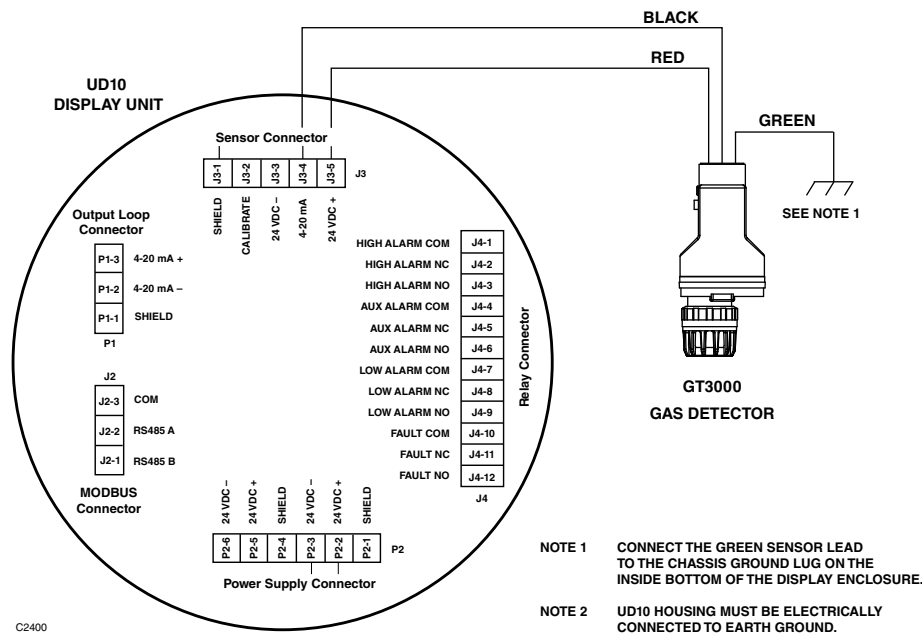 BLACK
RED
GREEN
UD10
DISPLAY UNIT
Sensor Connector
J3-1
J3-2
J3-3
J3-4
J3-5
J3
SHIELD
CALIBRATE
24 VDC –
4-20 mA
24 VDC +
SEE NOTE 1
Output Loop
Connector
P1-3 4-20 mA +
P1-2 4-20 mA –
P1-1 SHIELD
P1
HIGH ALARM COM J4-1
HIGH ALARM NC J4-2
HIGH ALARM NO J4-3
AUX ALARM COM J4-4
AUX ALARM NC J4-5
AUX ALARM NO J4-6
LOW ALARM COM J4-7
LOW ALARM NC J4-8
LOW ALARM NO J4-9
FAULT COM J4-10
FAULT NC J4-11
FAULT NO J4-12
J4
Relay Connector
GT3000
GAS DETECTOR
J2
J2-3 COM
J2-2 RS485 A
J2-1 RS485 B
MODBUS
Connector
24 VDC –
24 VDC +
SHIELD
24 VDC –
24 VDC +
SHIELD
P2-6
P2-5
P2-4
P2-3
P2-2
P2-1
P2
Power Supply Connector
NOTE 1 CONNECT THE GREEN SENSOR LEAD
TO THE CHASSIS GROUND LUG ON THE
INSIDE BOTTOM OF THE DISPLAY ENCLOSURE.
NOTE 2 UD10 HOUSING MUST BE ELECTRICALLY
CONNECTED TO EARTH GROUND.
C2400